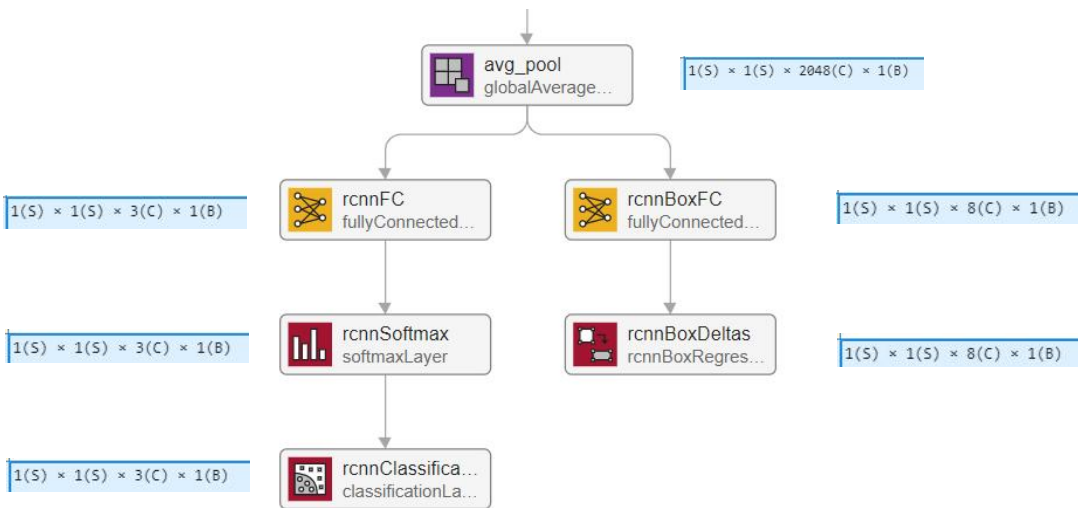 avg_pool
globalAverage...
1(S) × 1(S) × 2048(C) × 1(B)
1(S) × 1(S) × 3(C) × 1(B)
rcnnFC
fullyConnected...
rcnnBoxFC
fullyConnected...
1(S) × 1(S) × 8(C) × 1(B)
1(S) × 1(S) × 3(C) × 1(B)
rcnnSoftmax
softmaxLayer
rcnnBoxDeltas
rcnnBoxRegres...
1(S) × 1(S) × 8(C) × 1(B)
1(S) × 1(S) × 3(C) × 1(B)
rcnnClassifica...
classificationLa...